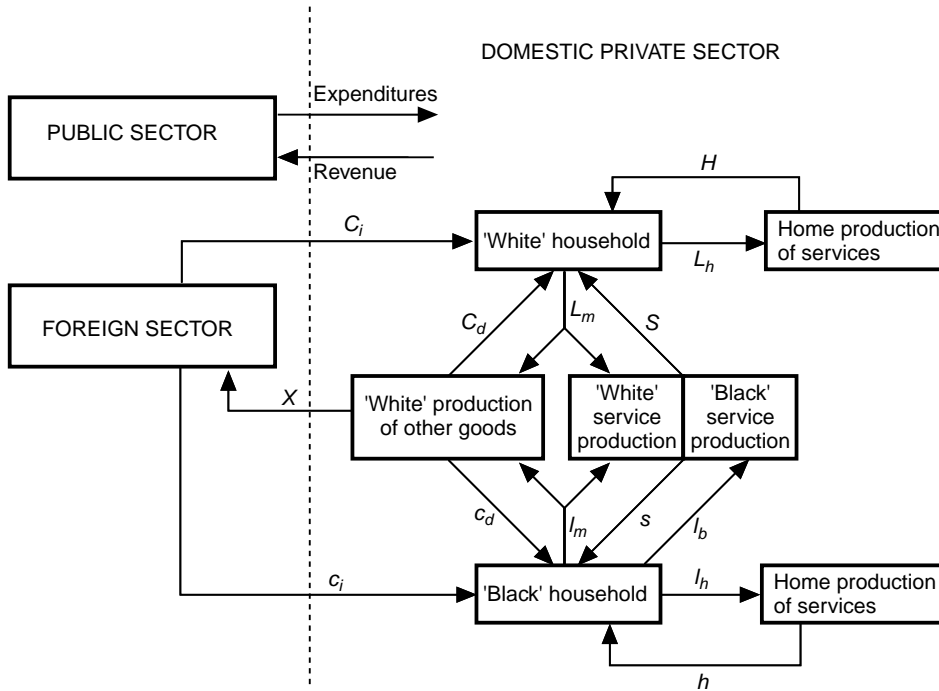 DOMESTIC PRIVATE SECTOR
Expenditures
PUBLIC SECTOR
Revenue
H
C_i
'White' household
Home production
of services
L_h
FOREIGN SECTOR
C_d
L_m
S
X
'White' production
of other goods
'White'
service
production
'Black'
service
production
c_d
l_m
s
l_b
c_i
'Black' household
l_h
Home production
of services
h